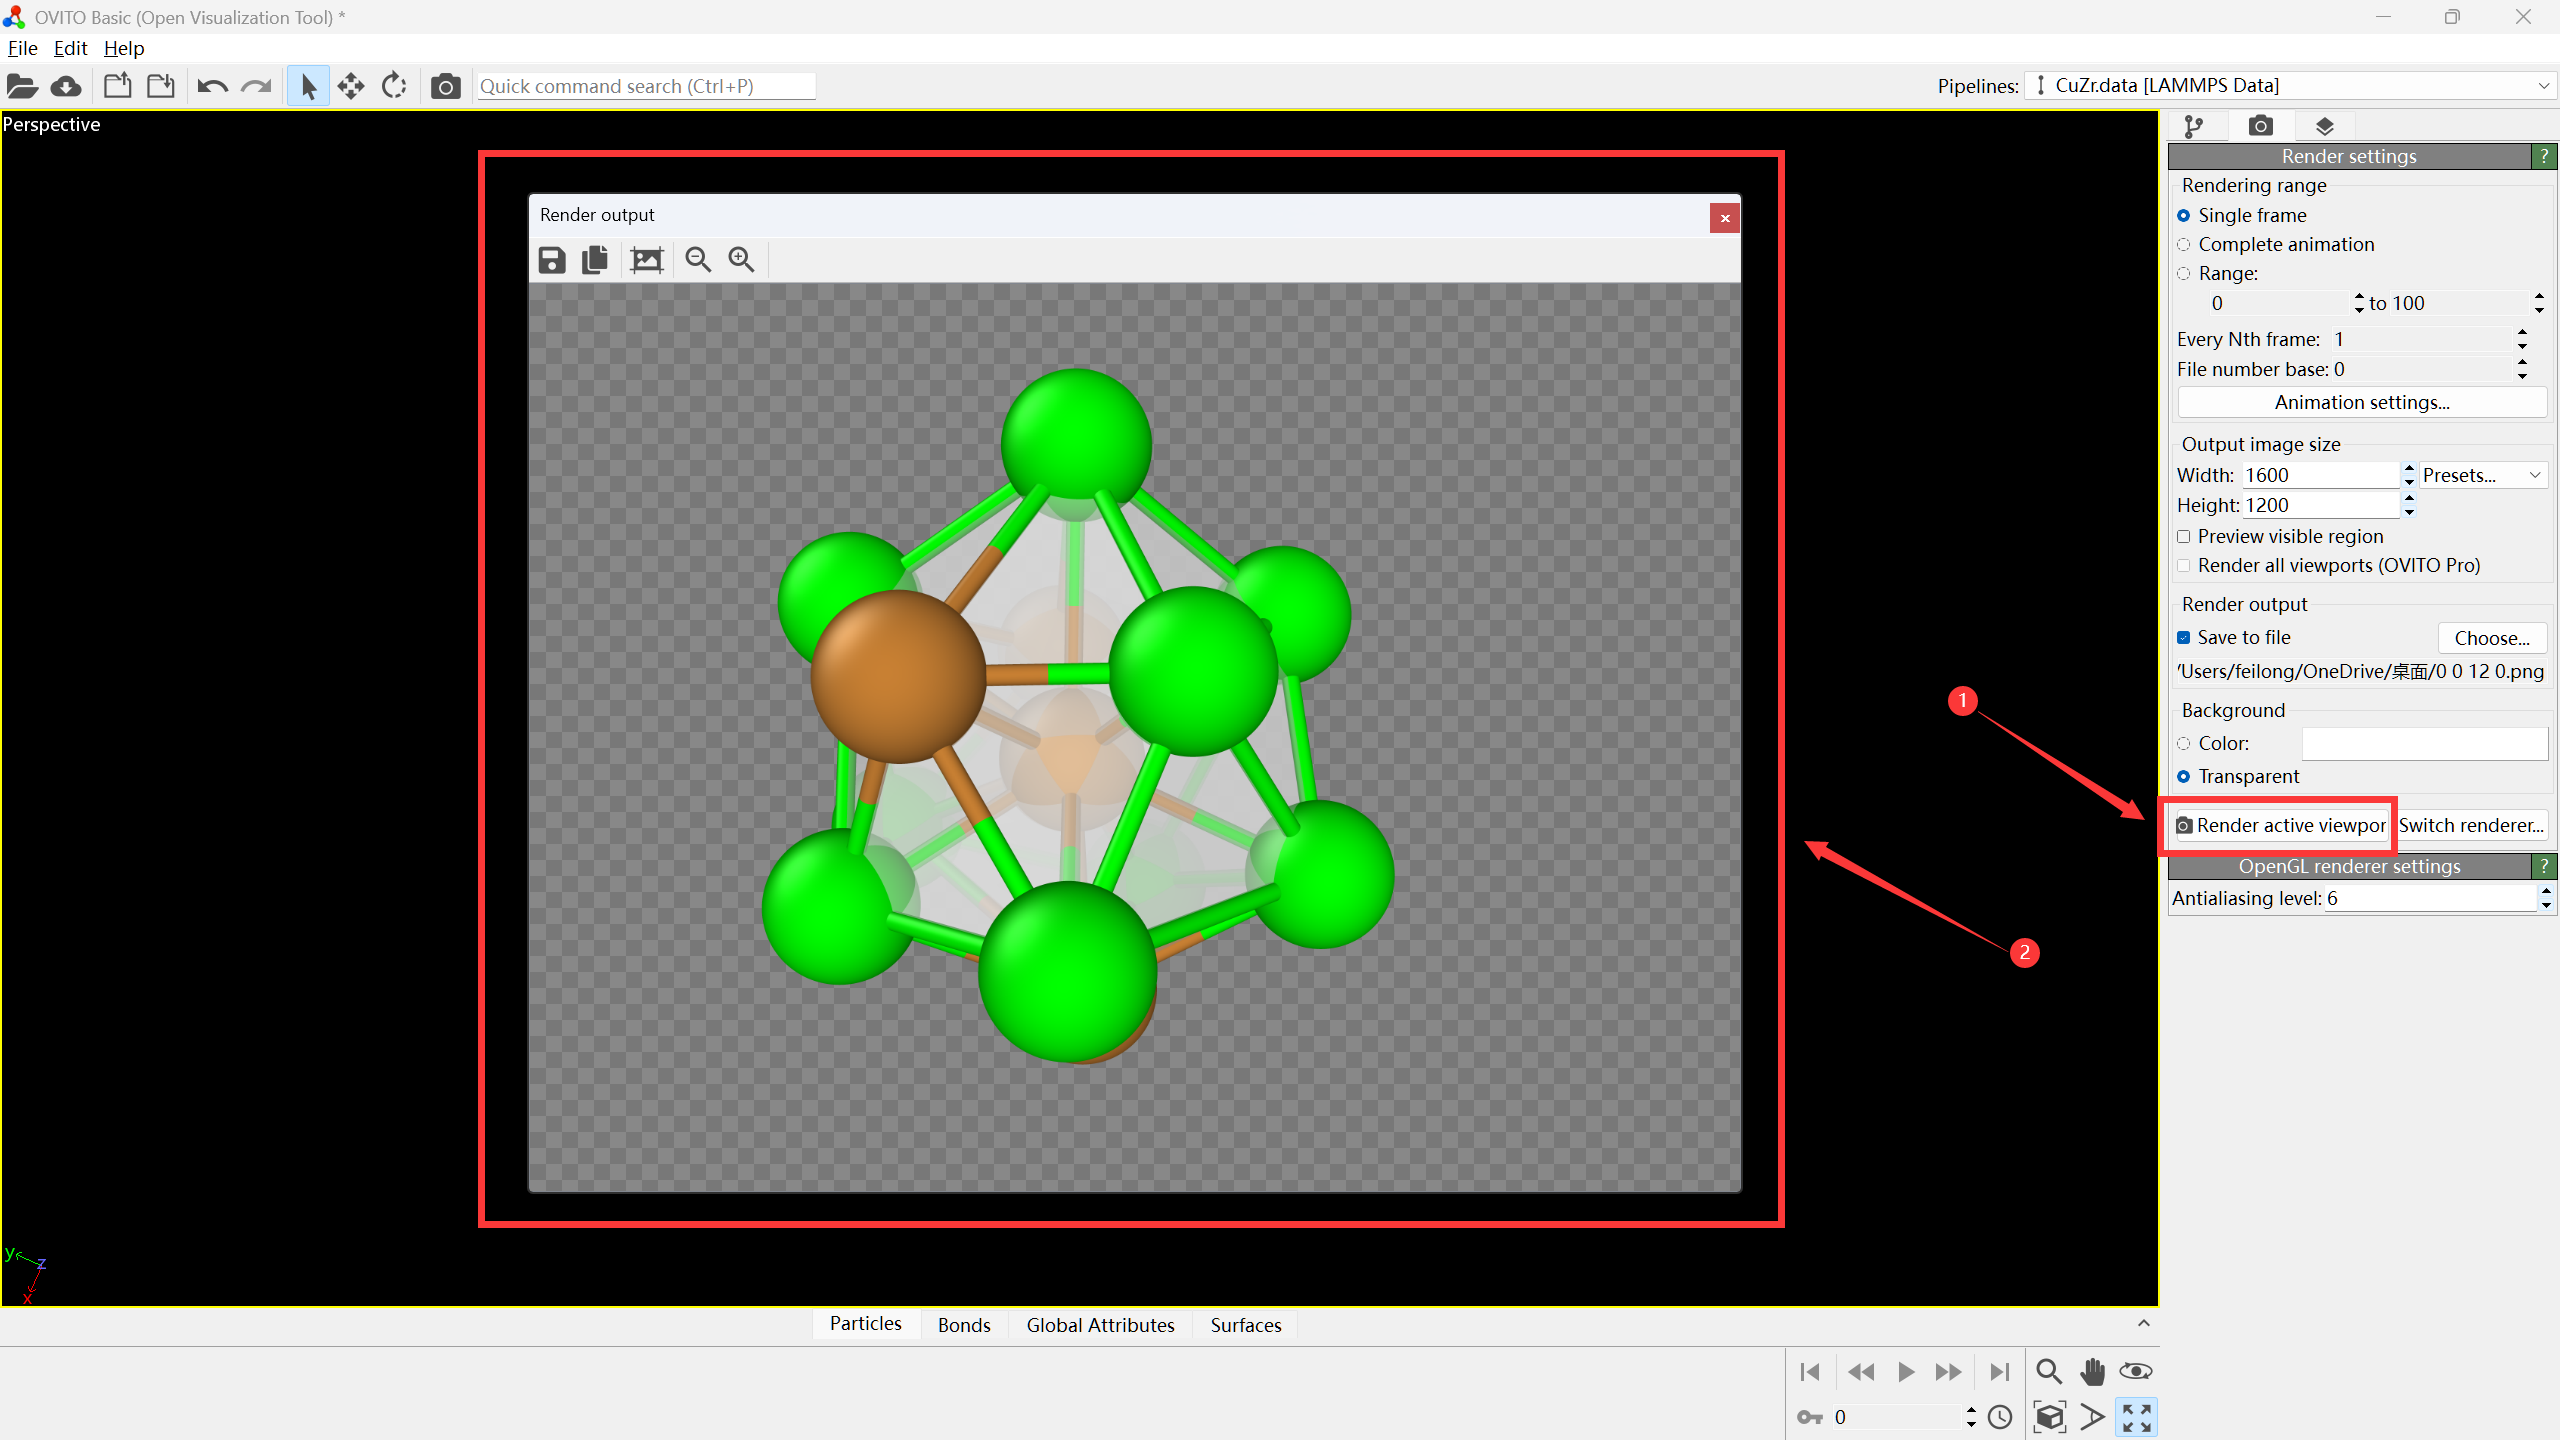 OVITO Basic (Open Visualization Tool) *
File Edit Help
Quick command search (Ctrl+P)
Pipelines: CuZr.data [LAMMPS Data]
Perspective
Render output
Render settings ?
Rendering range
Single frame
Complete animation
Range:
0 to 100
Every Nth frame: 1
File number base: 0
Animation settings...
Output image size
Width: 1600 Presets...
Height: 1200
Preview visible region
Render all viewports (OVITO Pro)
Render output
Save to file Choose...
'Users/feilong/OneDrive/桌面/0 0 12 0.png
Background
Color:
Transparent
1
Render active viewpor Switch renderer...
OpenGL renderer settings ?
Antialiasing level: 6
2
y
z
x
Particles Bonds Global Attributes Surfaces
0